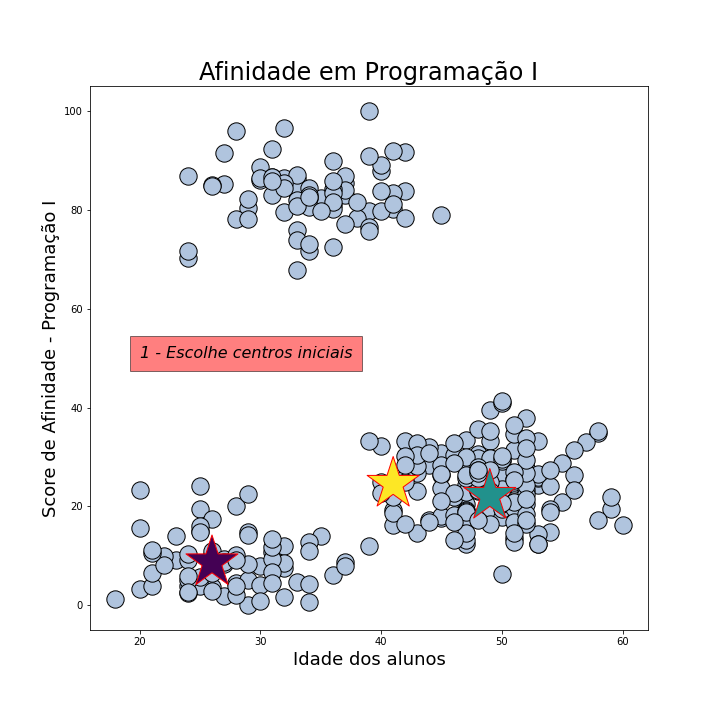 Afinidade em Programação I
Score de Afinidade - Programação I
100
80
60
40
20
0
1 - Escolhe centros iniciais
20
30
40
50
60
Idade dos alunos